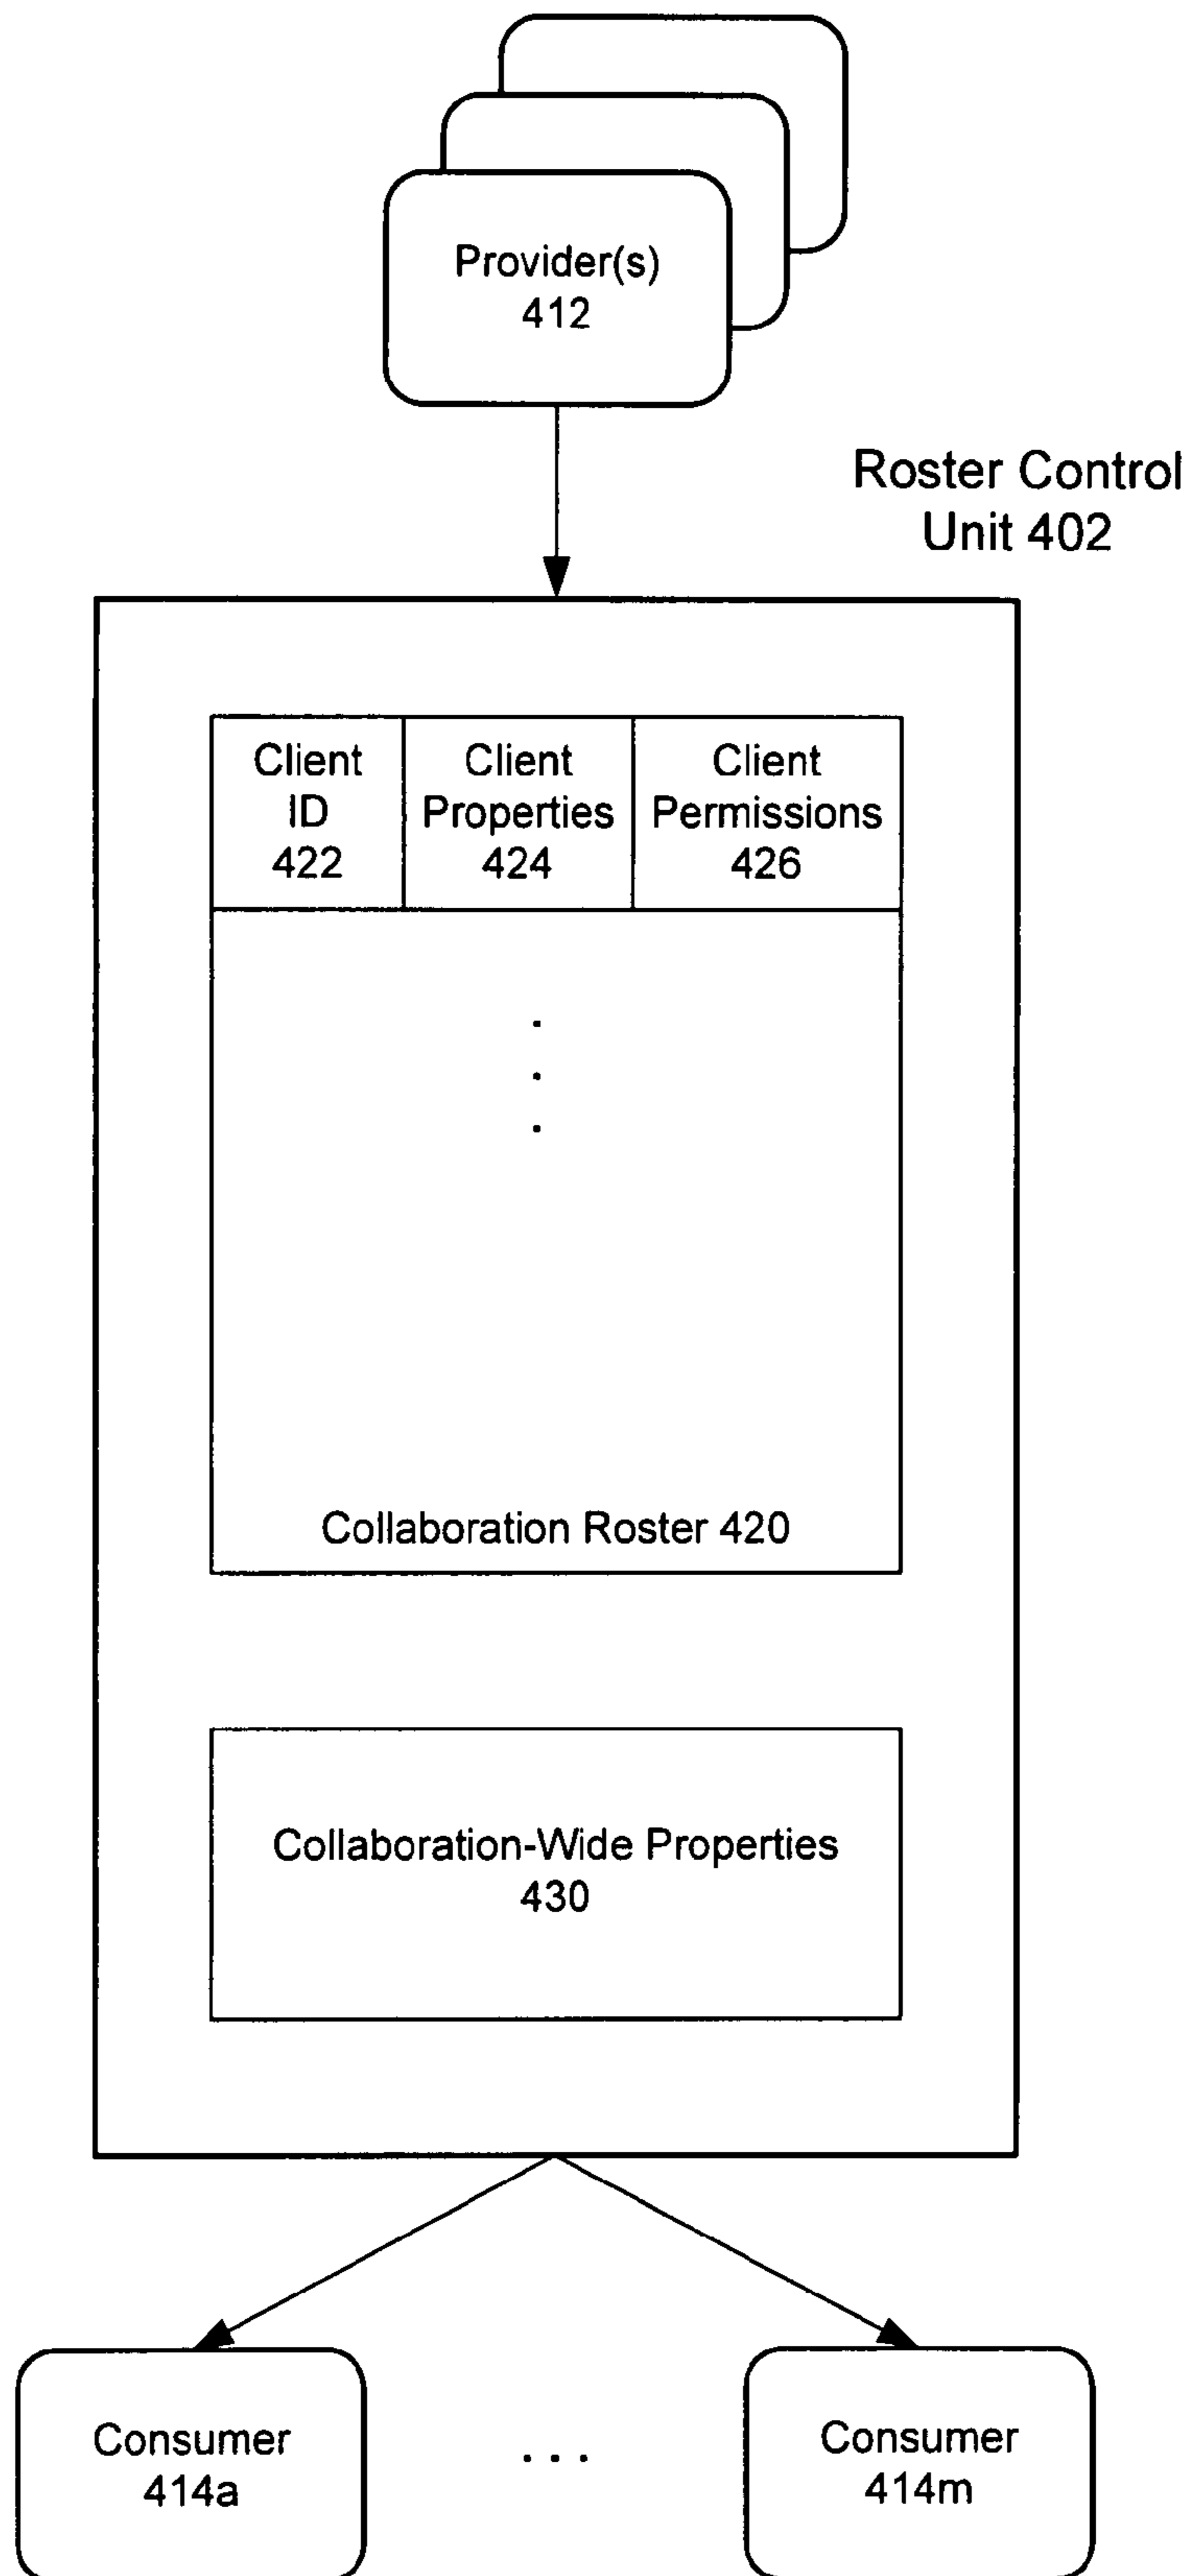 Provider(s)
412
Roster Control
Unit 402
Client
ID
422
Client
Properties
424
Client
Permissions
426
.
.
.
Collaboration Roster 420
Collaboration-Wide Properties
430
Consumer
414a
. . .
Consumer
414m